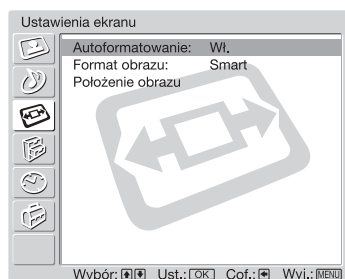 Ustawienia ekranu
Autoformatowanie: Wł.
Format obrazu: Smart
Położenie obrazu
Wybór: Ust.: OK Cof.: Wyj.: MENU